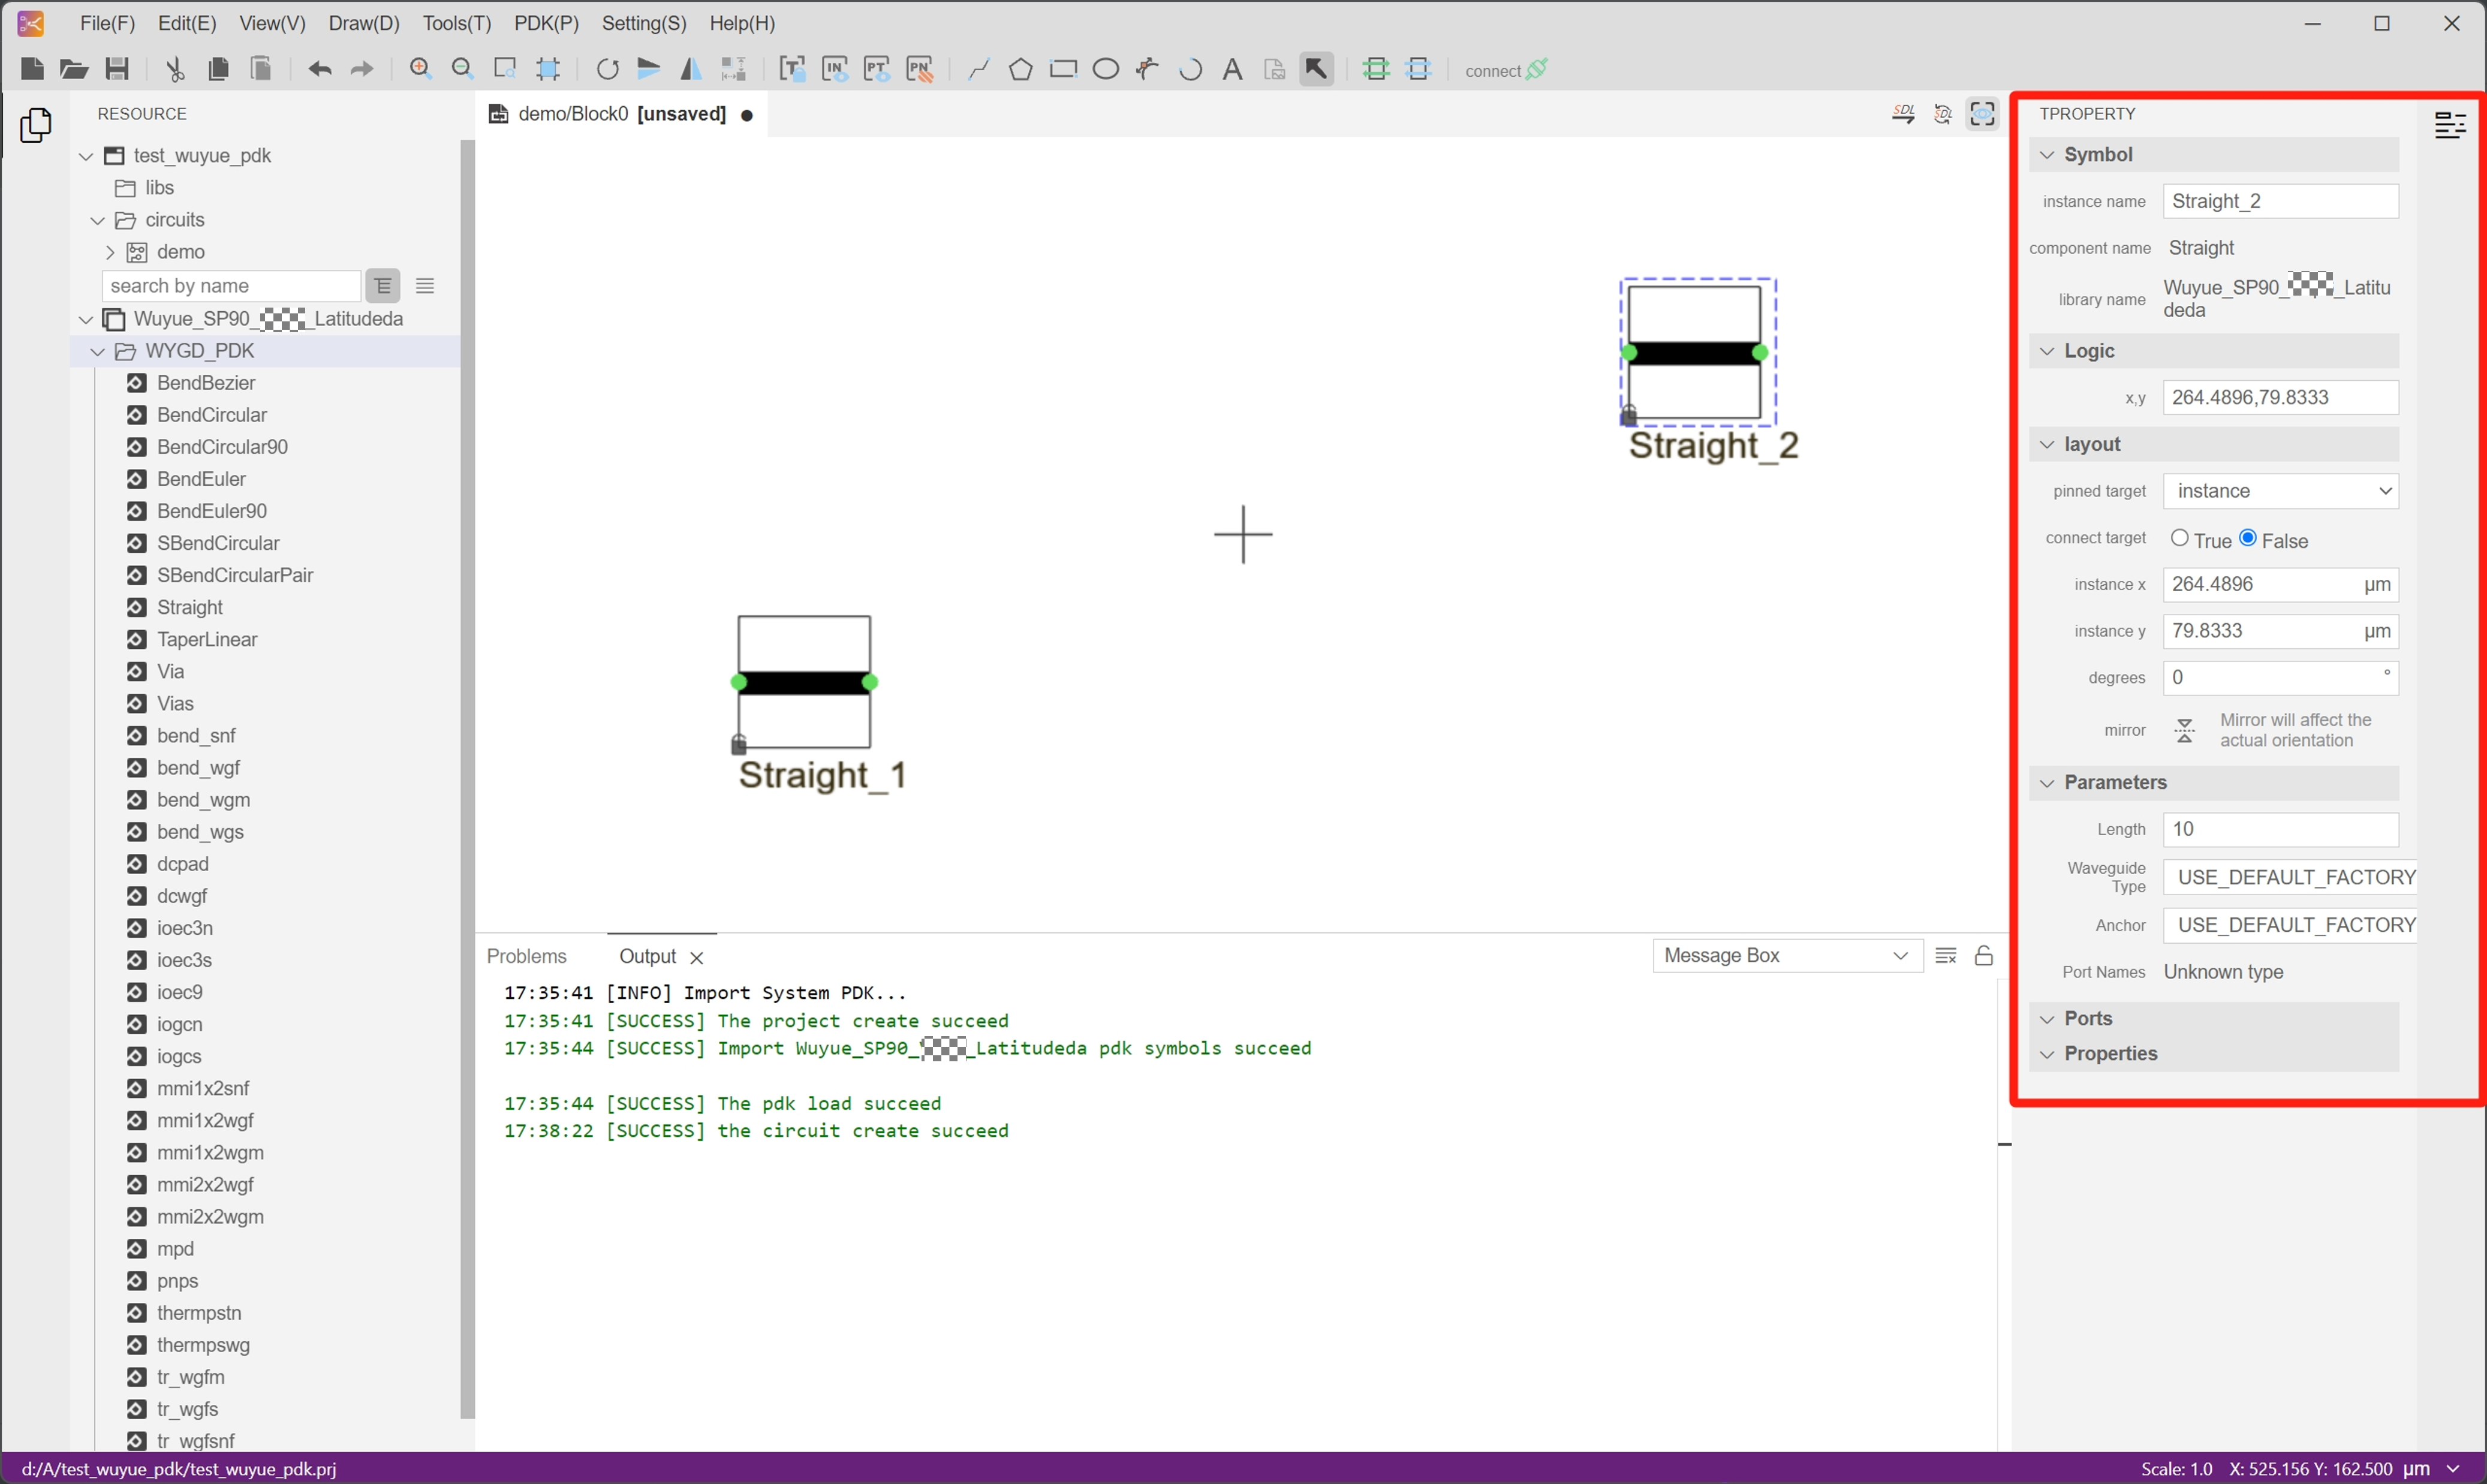 File(F) Edit(E) View(V) Draw(D) Tools(T) PDK(P) Setting(S) Help(H)
IN PT PN A connect
RESOURCE
test_wuyue_pdk
libs
circuits
demo
search by name
Wuyue_SP90_ _Latitudeda
WYGD_PDK
BendBezier
BendCircular
BendCircular90
BendEuler
BendEuler90
SBendCircular
SBendCircularPair
Straight
TaperLinear
Via
Vias
bend_snf
bend_wgf
bend_wgm
bend_wgs
dcpad
dcwgf
ioec3n
ioec3s
ioec9
iogcn
iogcs
mmi1x2snf
mmi1x2wgf
mmi1x2wgm
mmi2x2wgf
mmi2x2wgm
mpd
pnps
thermpstn
thermpswg
tr_wgfm
tr_wgfs
tr_wgfsnf
demo/Block0 [unsaved]
SDL SDL
Straight_2
Straight_1
Problems Output
Message Box
17:35:41 [INFO] Import System PDK...
17:35:41 [SUCCESS] The project create succeed
17:35:44 [SUCCESS] Import Wuyue_SP90_ _Latitudeda pdk symbols succeed
17:35:44 [SUCCESS] The pdk load succeed
17:38:22 [SUCCESS] the circuit create succeed
TPROPERTY
Symbol
instance name Straight_2
component name Straight
library name Wuyue_SP90_ _Latitu
deda
Logic
x,y 264.4896,79.8333
layout
pinned target instance
connect target True False
instance x 264.4896 μm
instance y 79.8333 μm
degrees 0 °
mirror Mirror will affect the
actual orientation
Parameters
Length 10
Waveguide
Type USE_DEFAULT_FACTORY
Anchor USE_DEFAULT_FACTORY
Port Names Unknown type
Ports
Properties
d:/A/test_wuyue_pdk/test_wuyue_pdk.prj
Scale: 1.0 X: 525.156 Y: 162.500 μm